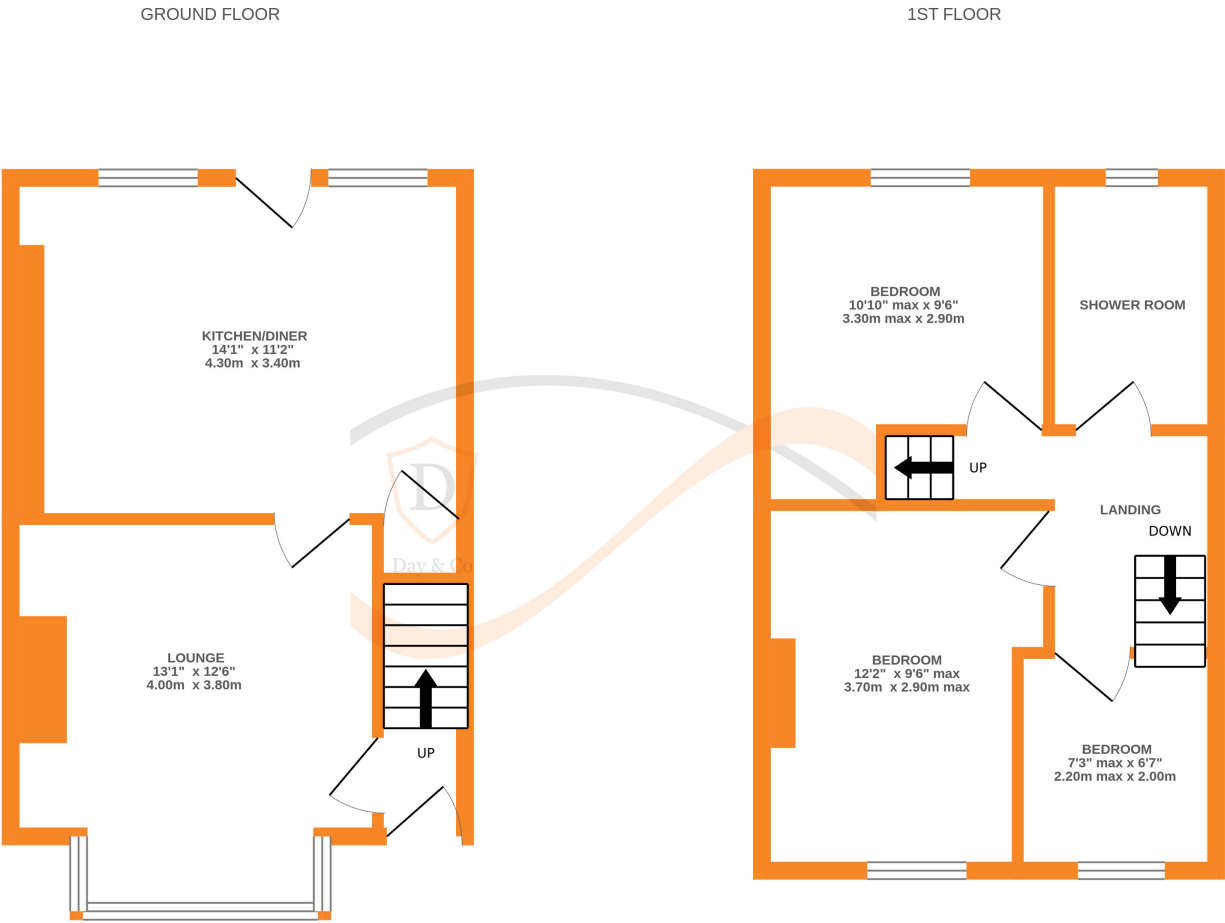 GROUND FLOOR
1ST FLOOR
KITCHEN/DINER
14'1" x 11'2"
4.30m x 3.40m
D
Day & Co
LOUNGE
13'1" x 12'6"
4.00m x 3.80m
UP
BEDROOM
10'10" max x 9'6"
3.30m max x 2.90m
SHOWER ROOM
UP
LANDING
DOWN
BEDROOM
12'2" x 9'6" max
3.70m x 2.90m max
BEDROOM
7'3" max x 6'7"
2.20m max x 2.00m